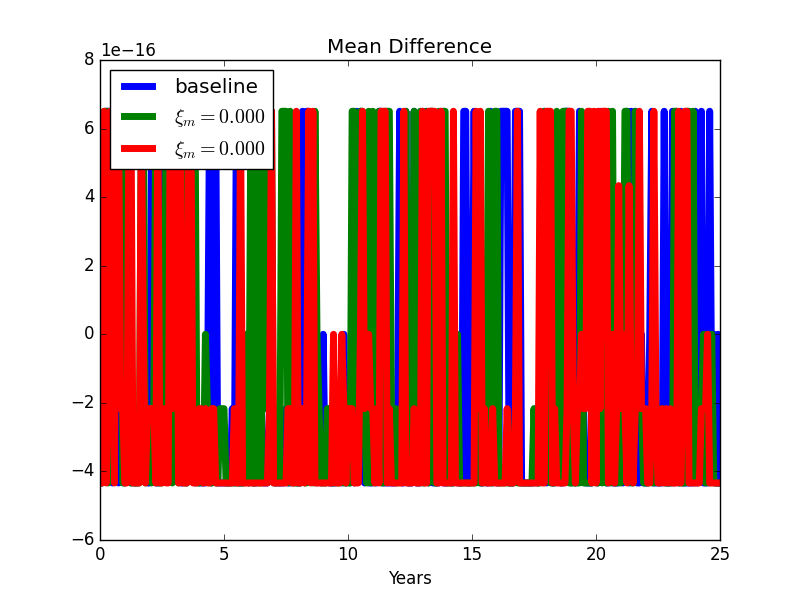 Mean Difference
1e−16
8
6
4
2
0
−2
−4
−6
baseline
ξₘ = 0.000
ξₘ = 0.000
0 5 10 15 20 25
Years